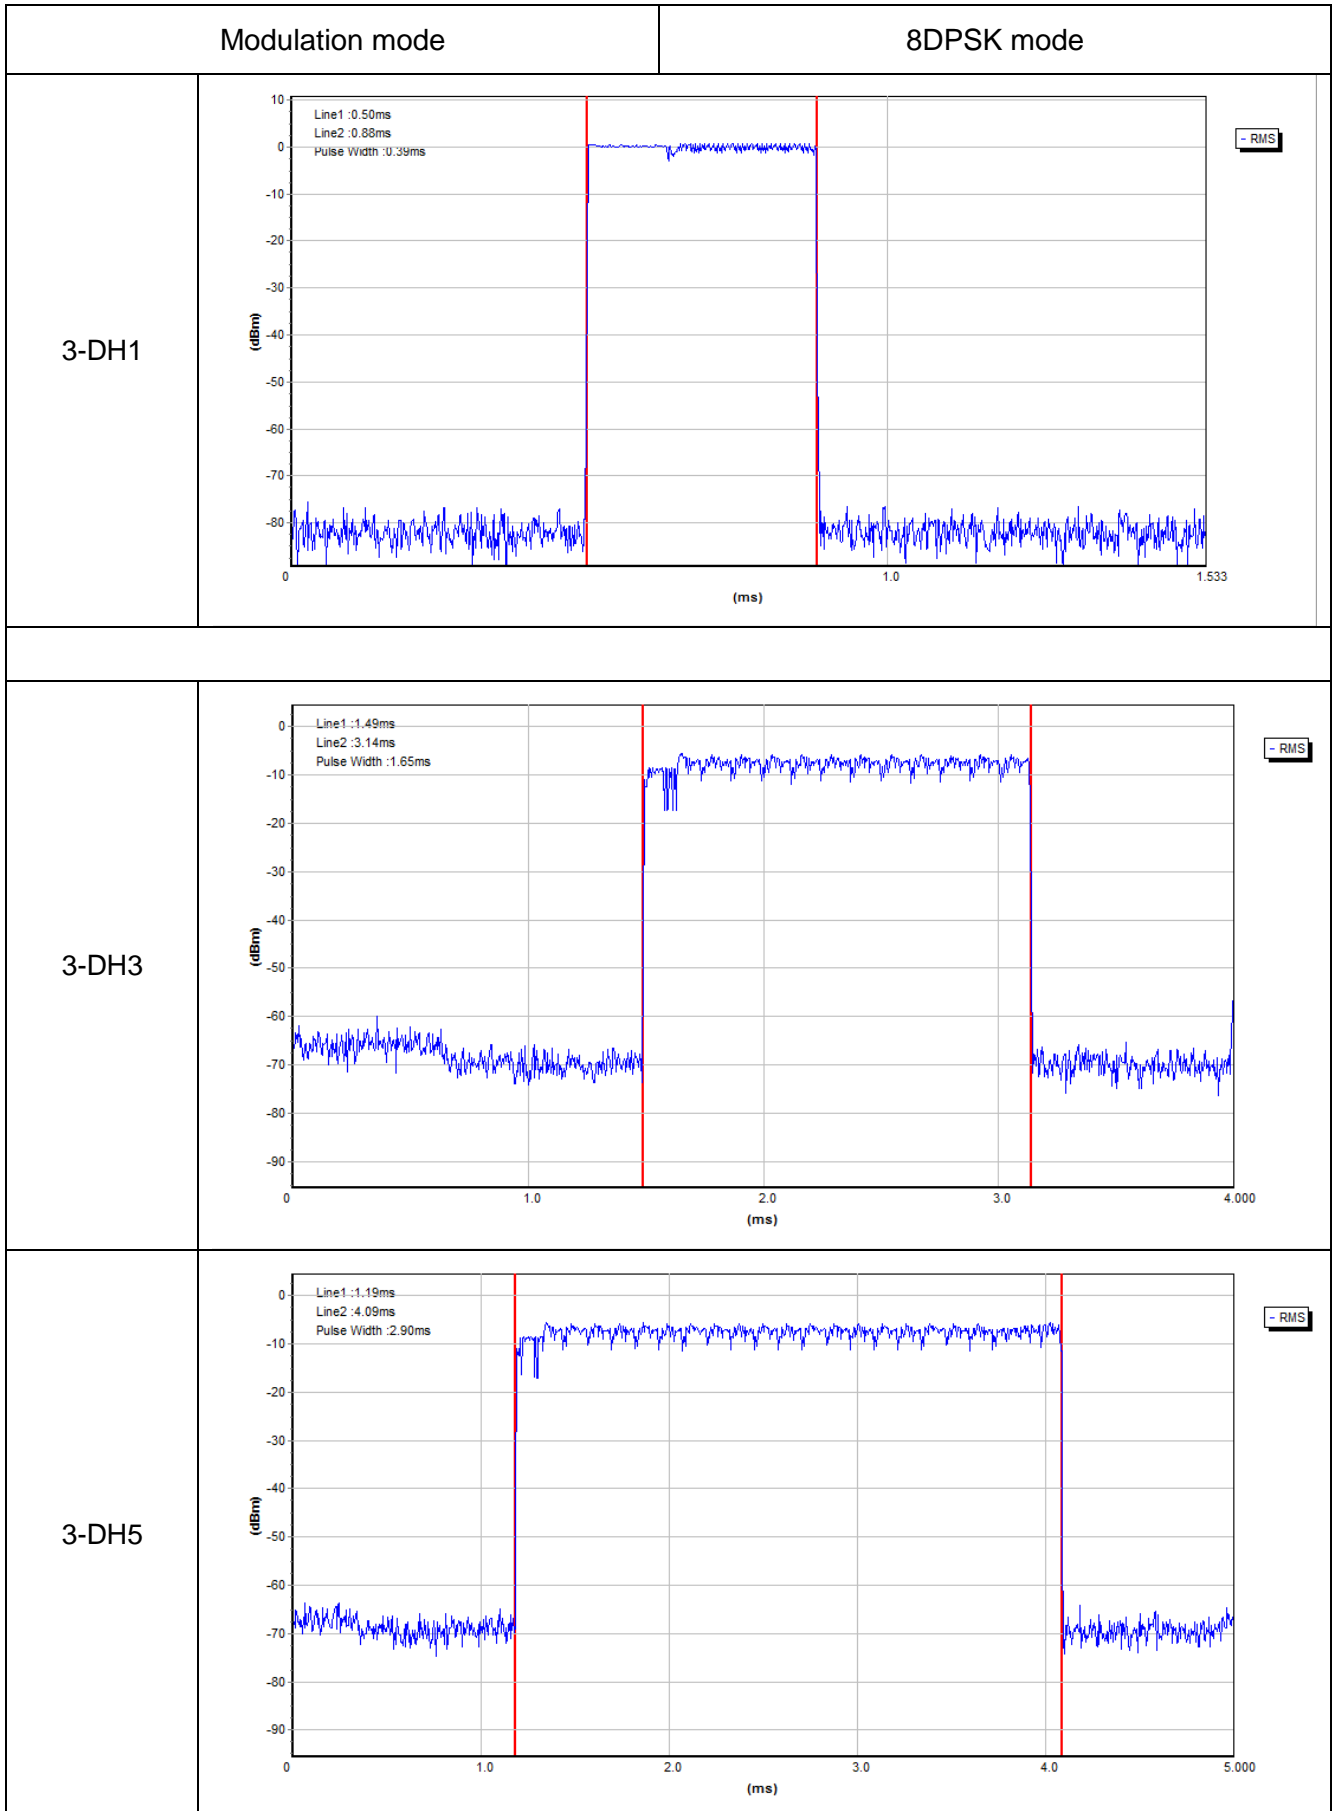 Modulation mode 8DPSK mode
3-DH1
Line1 :0.50ms
Line2 :0.88ms
Pulse Width :0.39ms
- RMS
10
0
-10
-20
-30
-40
-50
-60
-70
-80
(dBm)
0 1.0 1.533
(ms)
3-DH3
Line1 :1.49ms
Line2 :3.14ms
Pulse Width :1.65ms
- RMS
0
-10
-20
-30
-40
-50
-60
-70
-80
-90
(dBm)
0 1.0 2.0 3.0 4.000
(ms)
3-DH5
Line1 :1.19ms
Line2 :4.09ms
Pulse Width :2.90ms
- RMS
0
-10
-20
-30
-40
-50
-60
-70
-80
-90
(dBm)
0 1.0 2.0 3.0 4.0 5.000
(ms)